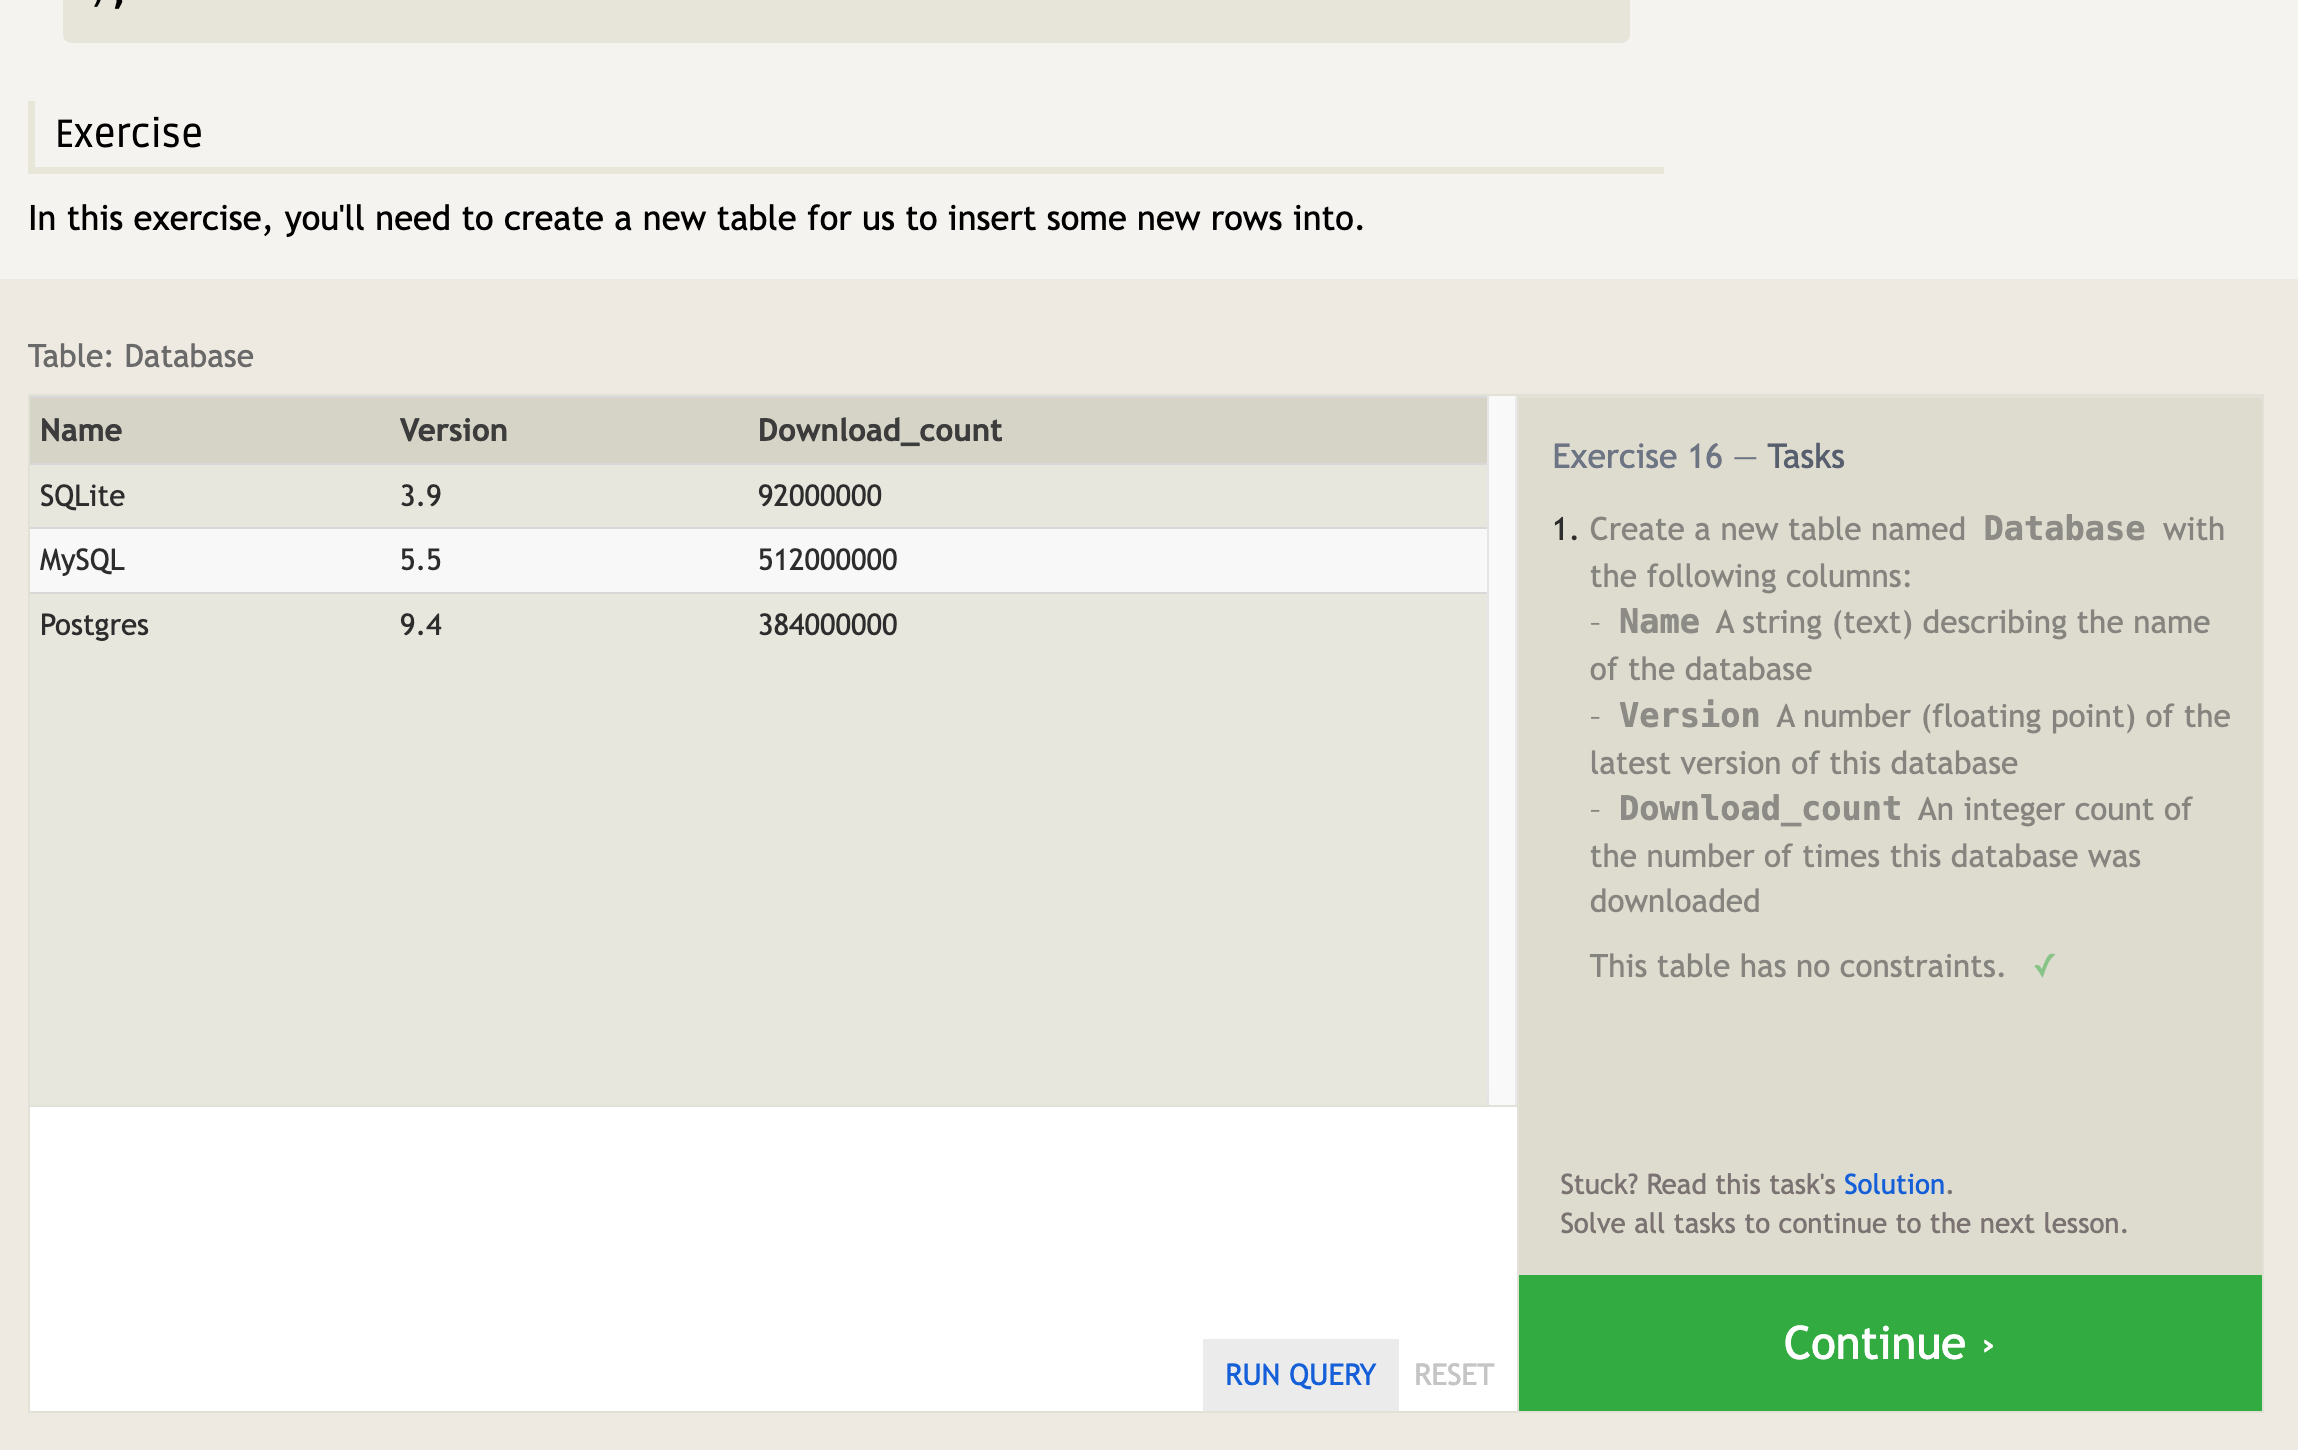 );
Exercise
In this exercise, you'll need to create a new table for us to insert some new rows into.
Table: Database
Name Version Download_count
SQLite 3.9 92000000
MySQL 5.5 512000000
Postgres 9.4 384000000
Exercise 16 — Tasks
1. Create a new table named Database with
the following columns:
– Name A string (text) describing the name
of the database
– Version A number (floating point) of the
latest version of this database
– Download_count An integer count of
the number of times this database was
downloaded
This table has no constraints. ✓
Stuck? Read this task's Solution.
Solve all tasks to continue to the next lesson.
RUN QUERY RESET
Continue ›